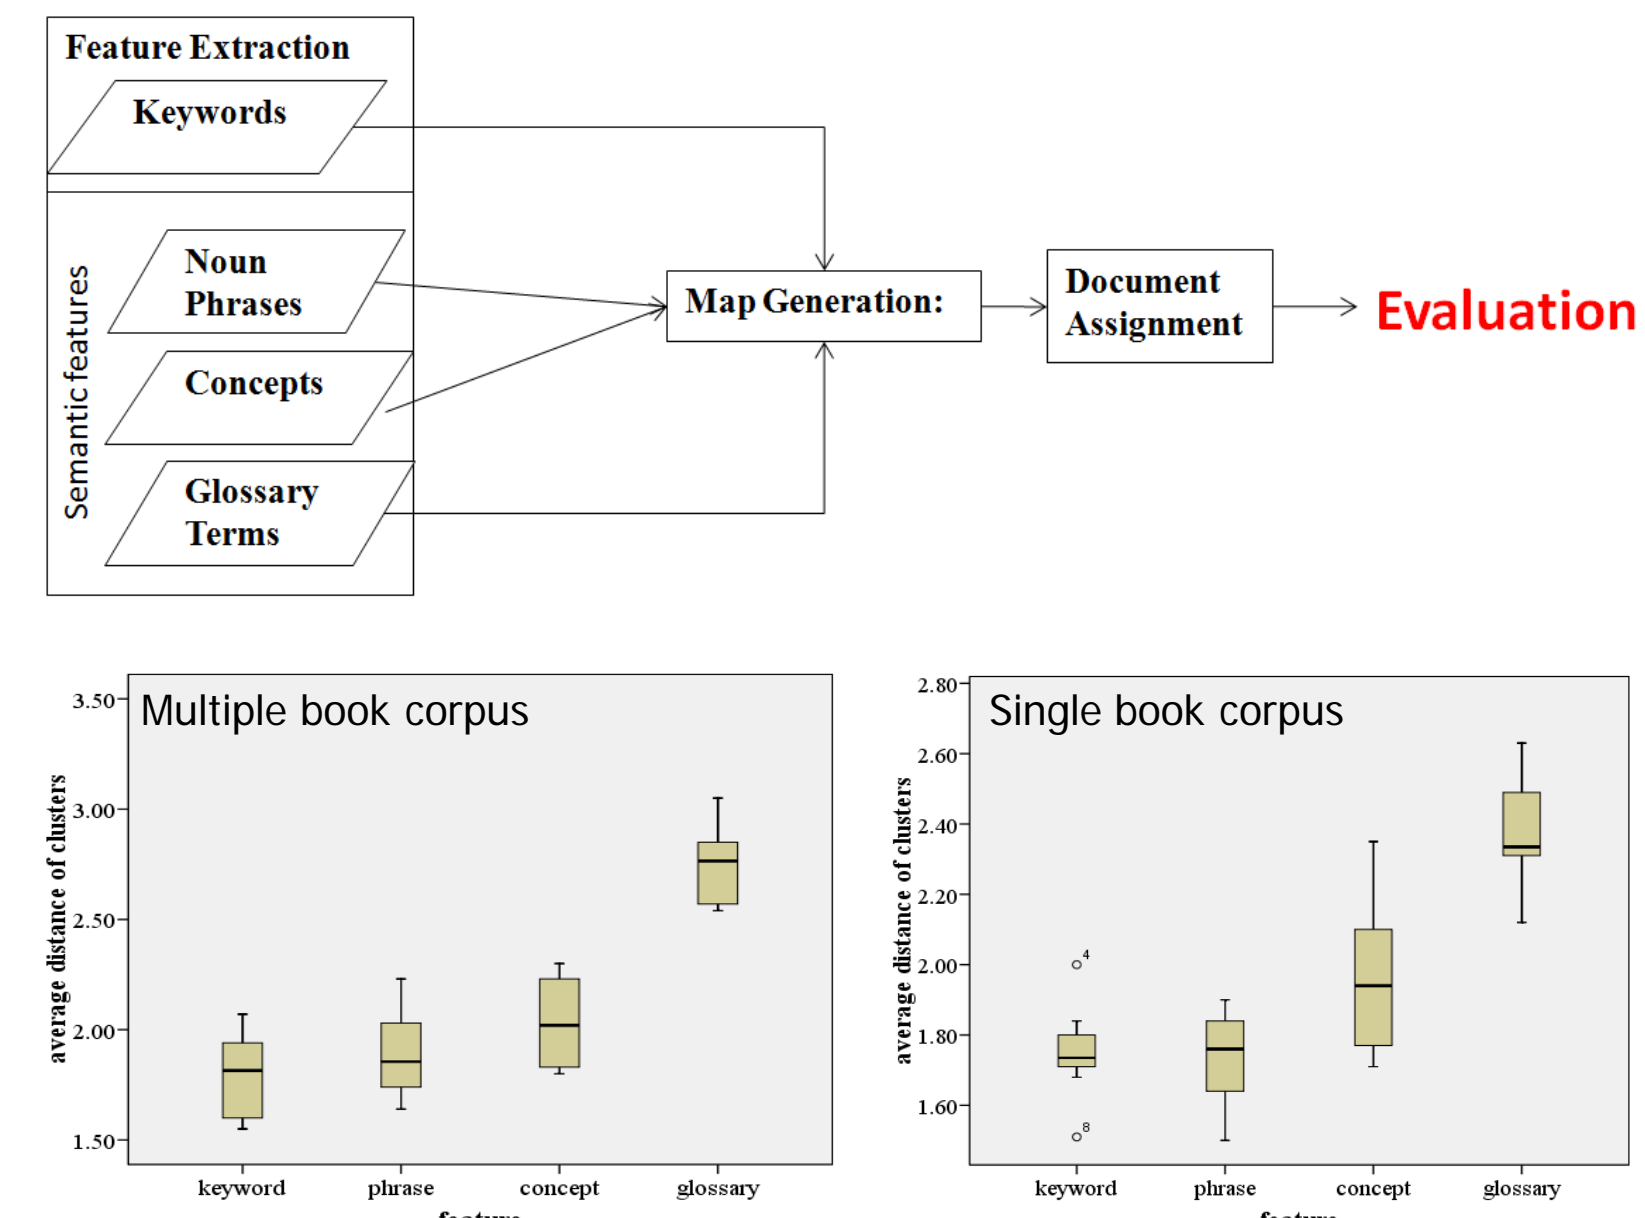 Feature Extraction
Keywords
Semantic features
Noun
Phrases
Concepts
Glossary
Terms
Map Generation:
Document
Assignment
Evaluation
Multiple book corpus
average distance of clusters
3.50
3.00
2.50
2.00
1.50
keyword
phrase
concept
glossary
feature
Single book corpus
average distance of clusters
2.80
2.60
2.40
2.20
2.00
1.80
1.60
4
8
keyword
phrase
concept
glossary
feature